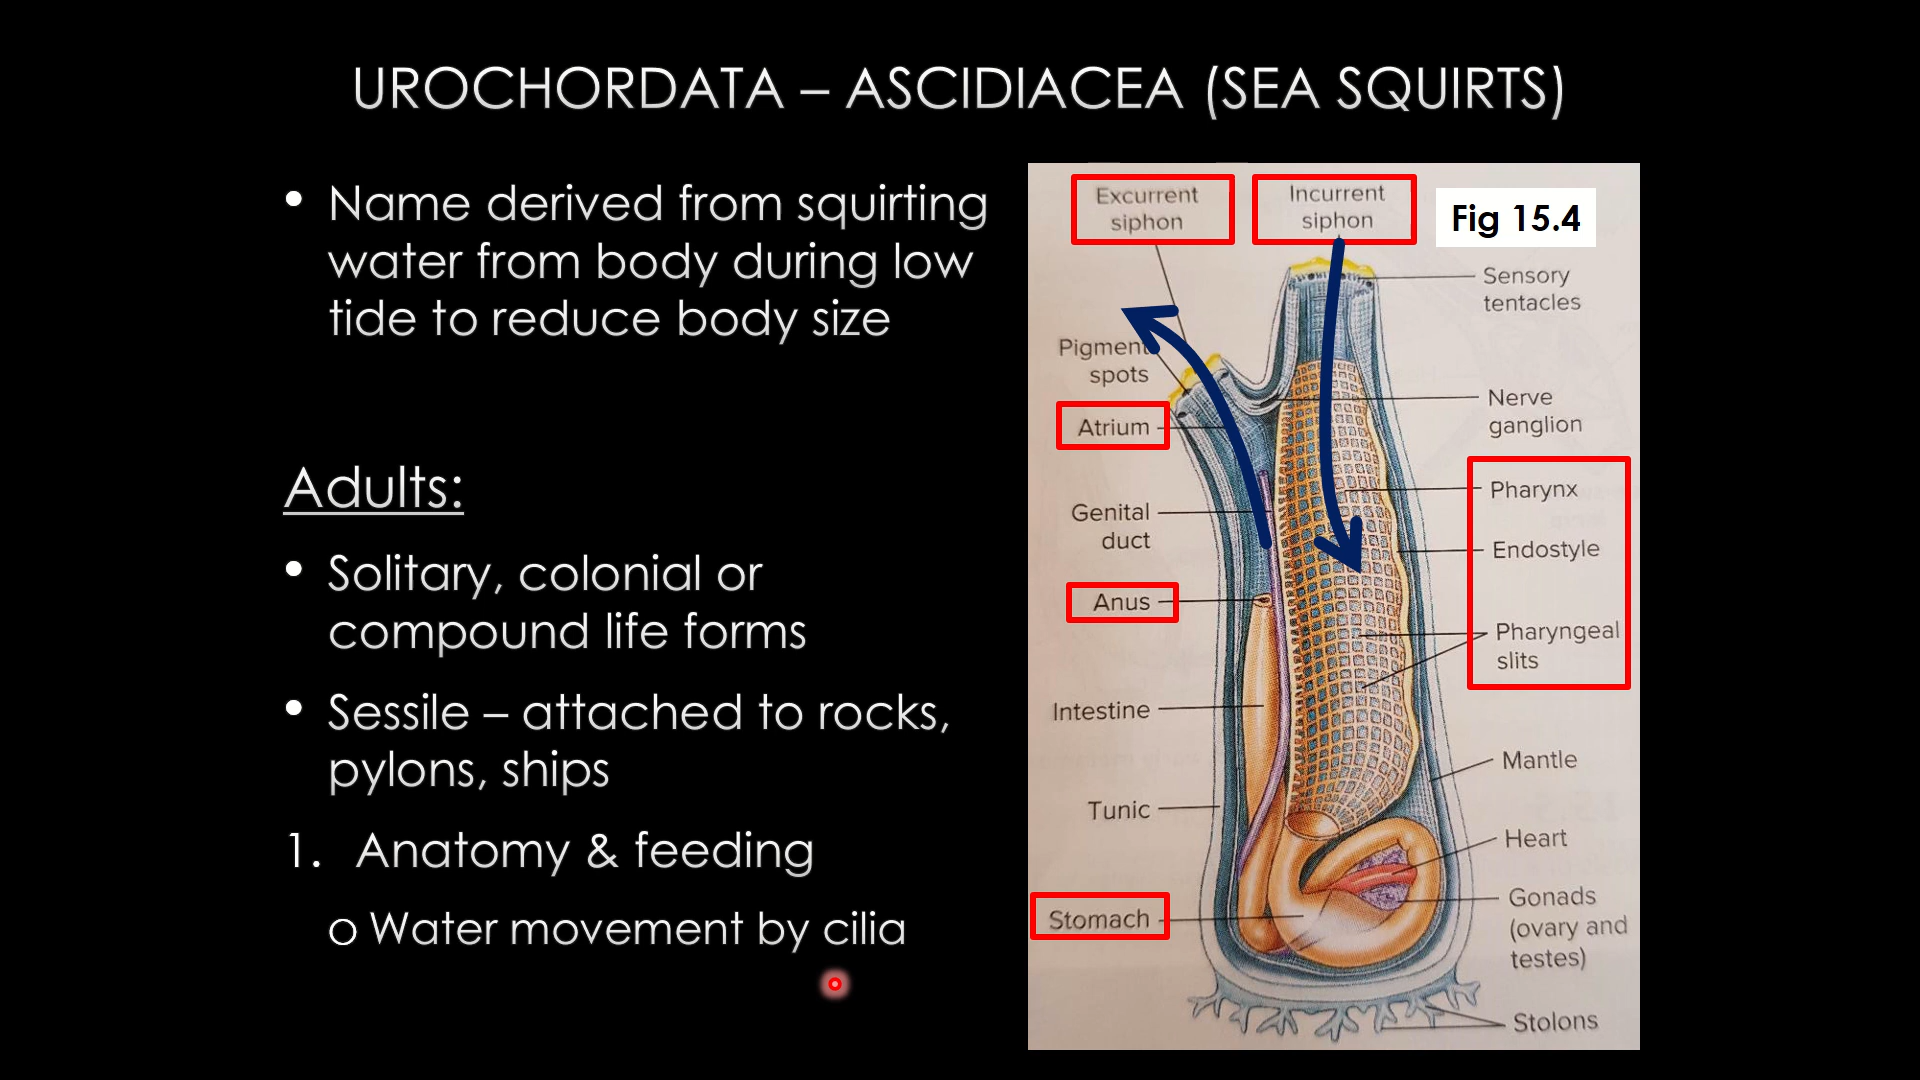 UROCHORDATA – ASCIDIACEA (SEA SQUIRTS)
• Name derived from squirting
water from body during low
tide to reduce body size
Adults:
• Solitary, colonial or
compound life forms
• Sessile – attached to rocks,
pylons, ships
1. Anatomy & feeding
o Water movement by cilia
Excurrent
siphon
Incurrent
siphon
Fig 15.4
Sensory
tentacles
Pigment
spots
Atrium
Nerve
ganglion
Pharynx
Genital
duct
Endostyle
Anus
Pharyngeal
slits
Intestine
Mantle
Tunic
Heart
Stomach
Gonads
(ovary and
testes)
Stolons